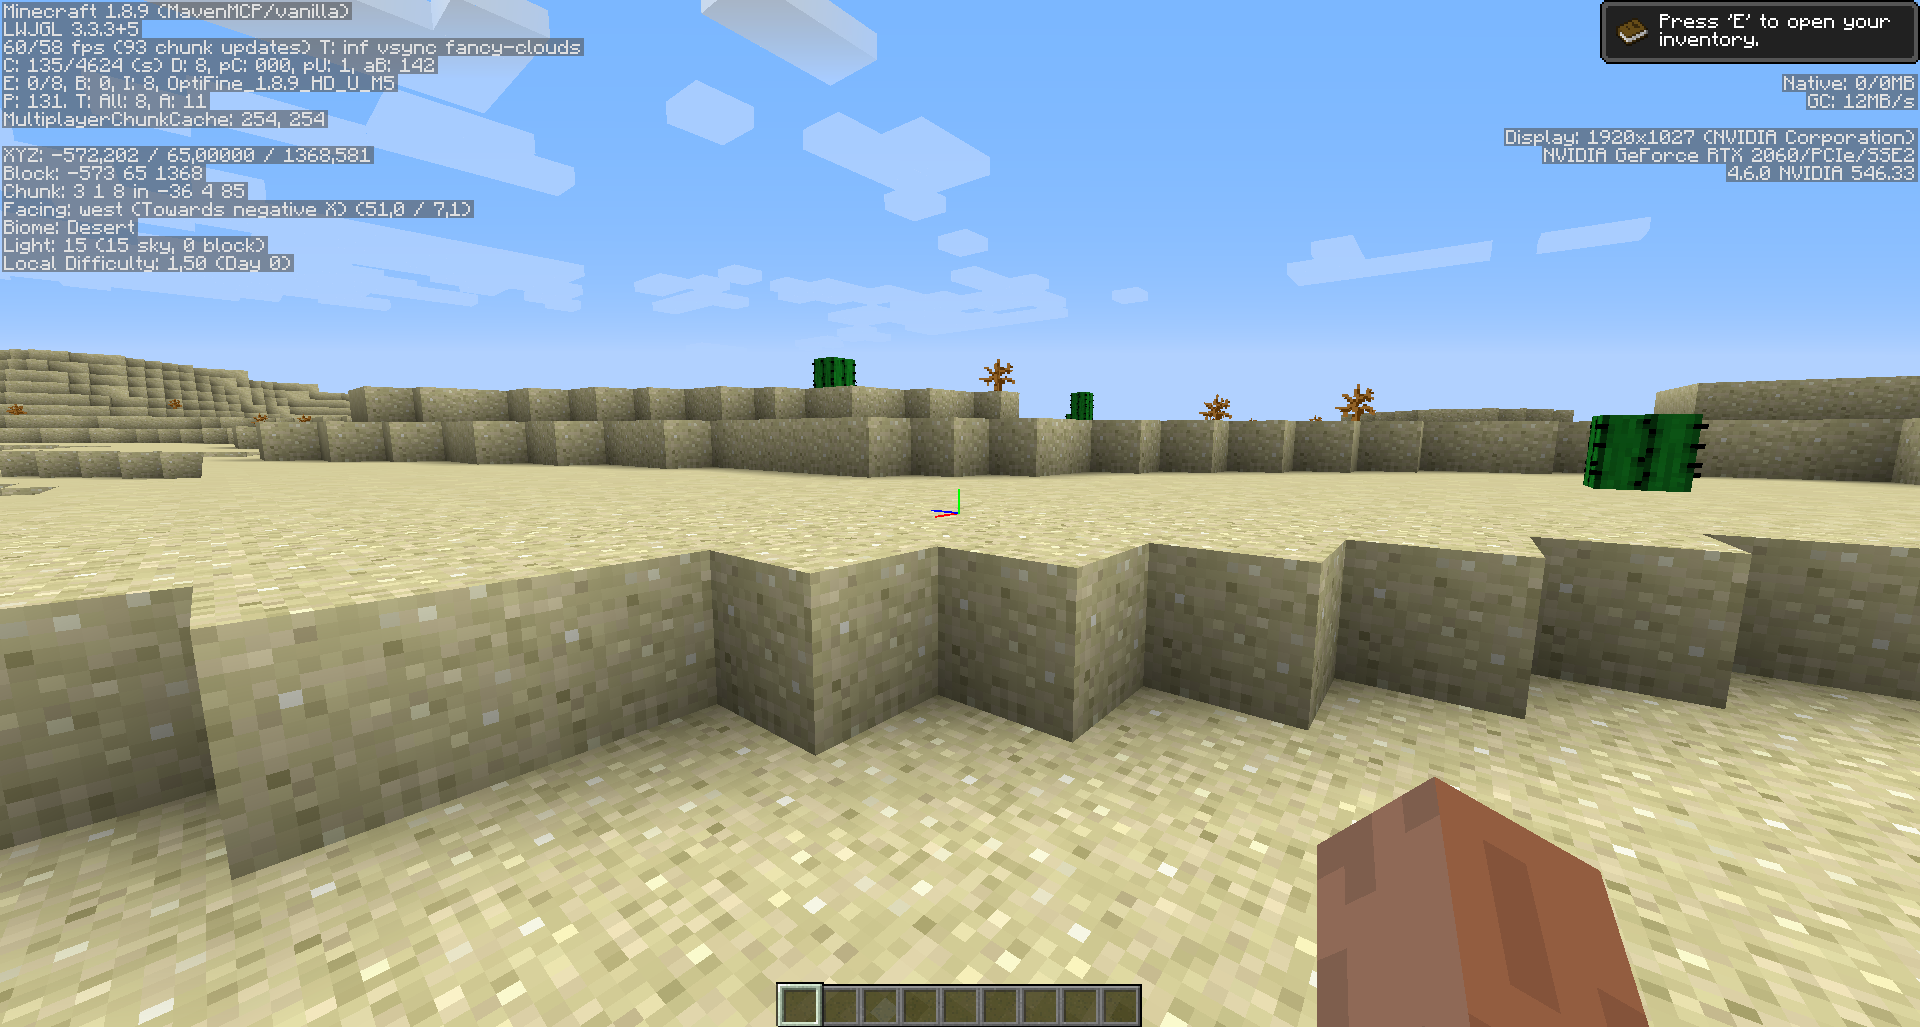 Minecraft 1.8.9 (MavenMCP/vanilla)
LWJGL 3.3.3+5
60/58 fps (93 chunk updates) T: inf vsync fancy-clouds
C: 135/4624 (s) D: 8, pC: 000, pU: 1, aB: 142
E: 0/8, B: 0, I: 8, OptiFine_1.8.9_HD_U_M5
P: 131. T: All: 8, A: 11
MultiplayerChunkCache: 254, 254
XYZ: -572,202 / 65,00000 / 1368,581
Block: -573 65 1368
Chunk: 3 1 8 in -36 4 85
Facing: west (Towards negative X) (51,0 / 7,1)
Biome: Desert
Light: 15 (15 sky, 0 block)
Local Difficulty: 1,50 (Day 0)
Press 'E' to open your
inventory.
Native: 0/0MB
GC: 12MB/s
Display: 1920x1027 (NVIDIA Corporation)
NVIDIA GeForce RTX 2060/PCIe/SSE2
4.6.0 NVIDIA 546.33